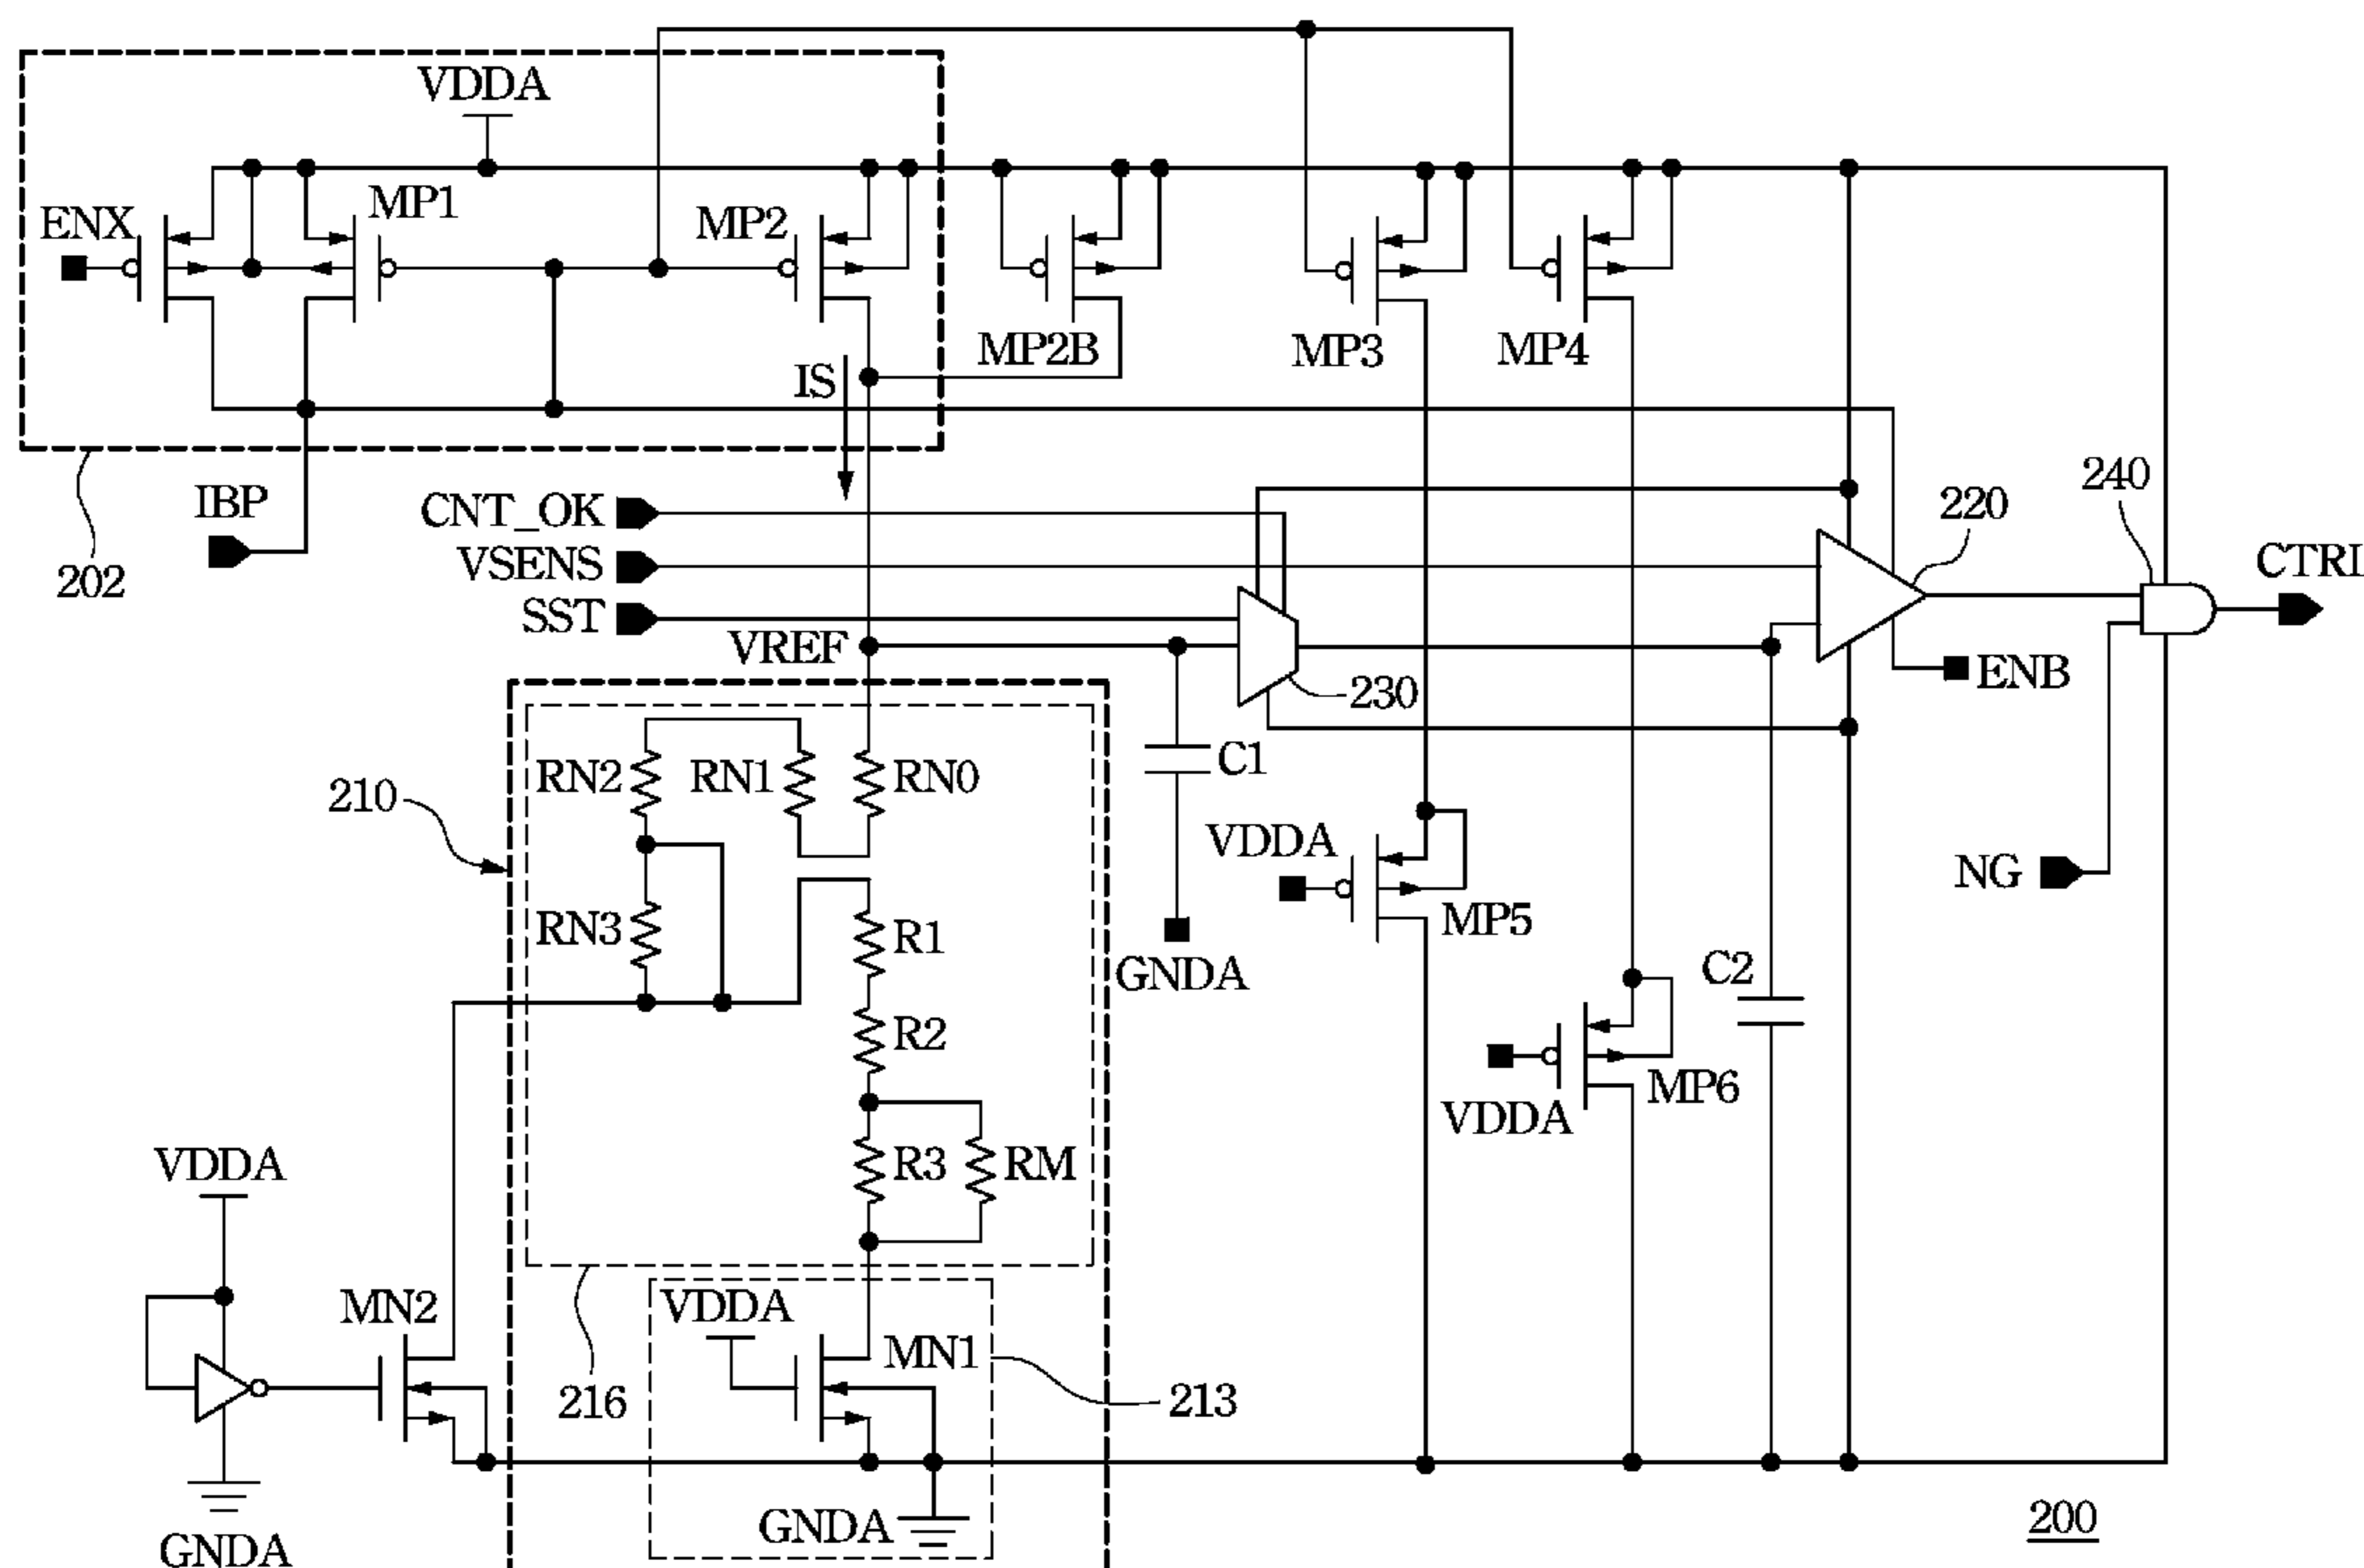 VDDA
ENX
MP1
MP2
MP2B
MP3
MP4
IS
IBP
202
CNT_OK
VSENS
SST
VREF
220
240
CTRL
ENB
230
210
RN2
RN1
RN0
C1
VDDA
MP5
NG
RN3
R1
GNDA
C2
R2
MP6
VDDA
R3
RM
VDDA
MN2
VDDA
MN1
216
213
GNDA
GNDA
200